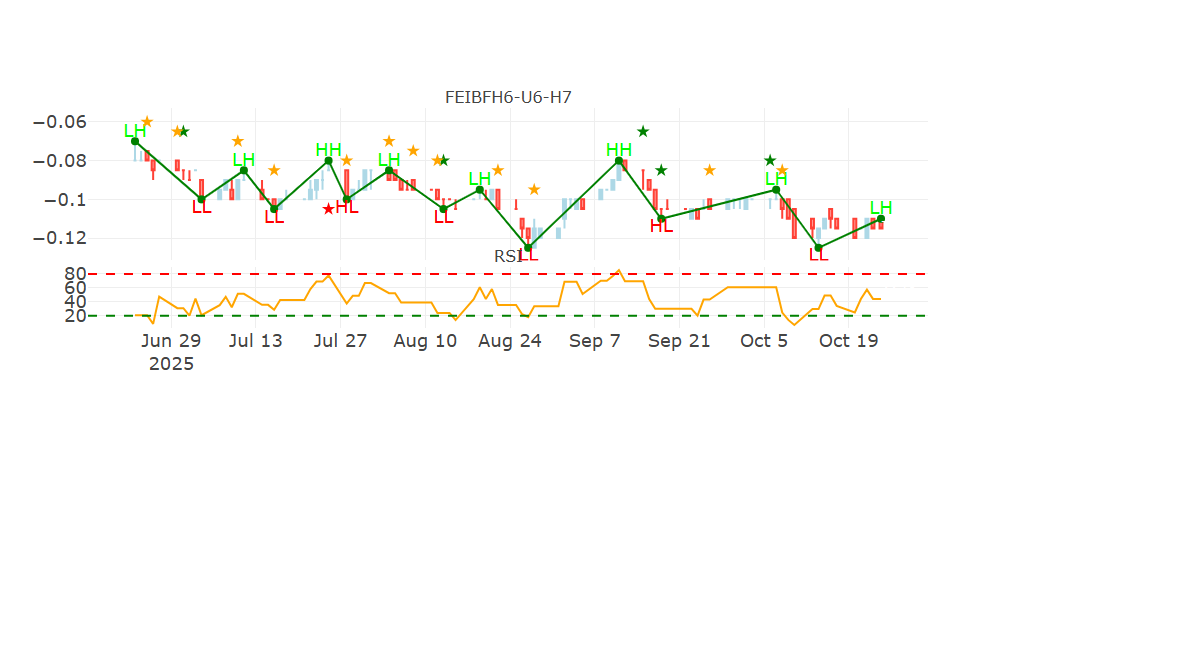 FEIBFH6-U6-H7
−0.06
LH
HH
HH
−0.08
LH
LH
LH
LH
−0.1
LL
LL
HL
LL
HL
LH
−0.12
RSI
LL
LL
80
60
40
20
Jun 29
2025
Jul 13
Jul 27
Aug 10
Aug 24
Sep 7
Sep 21
Oct 5
Oct 19